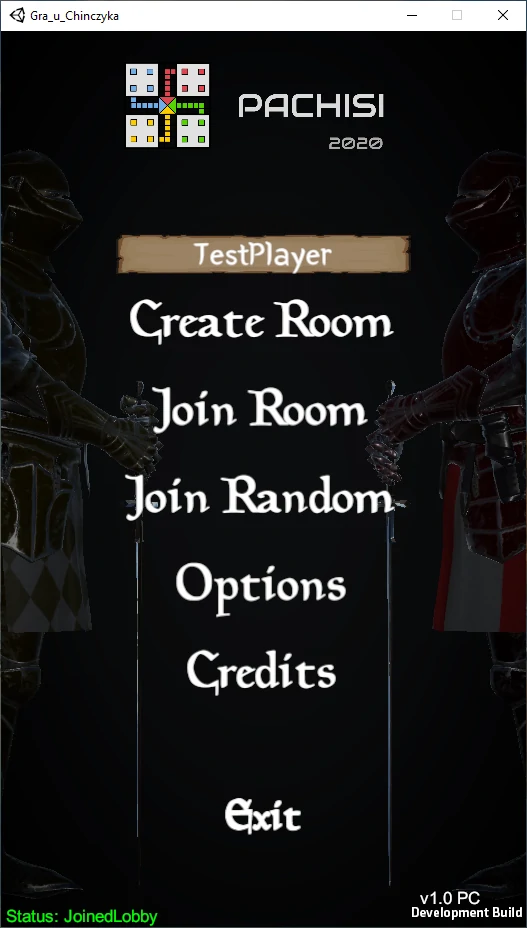 Gra_u_Chinczyka
PACHISI
2020
TestPlayer
Create Room
Join Room
Join Random
Options
Credits
Exit
v1.0 PC
Status: JoinedLobby
Development Build